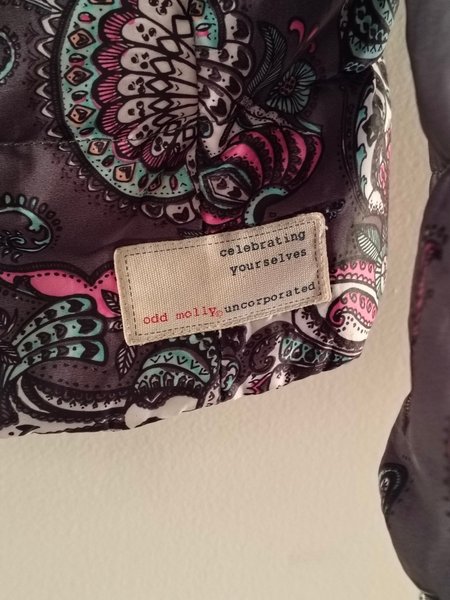 celebrating
yourselves
odd molly© uncorporated